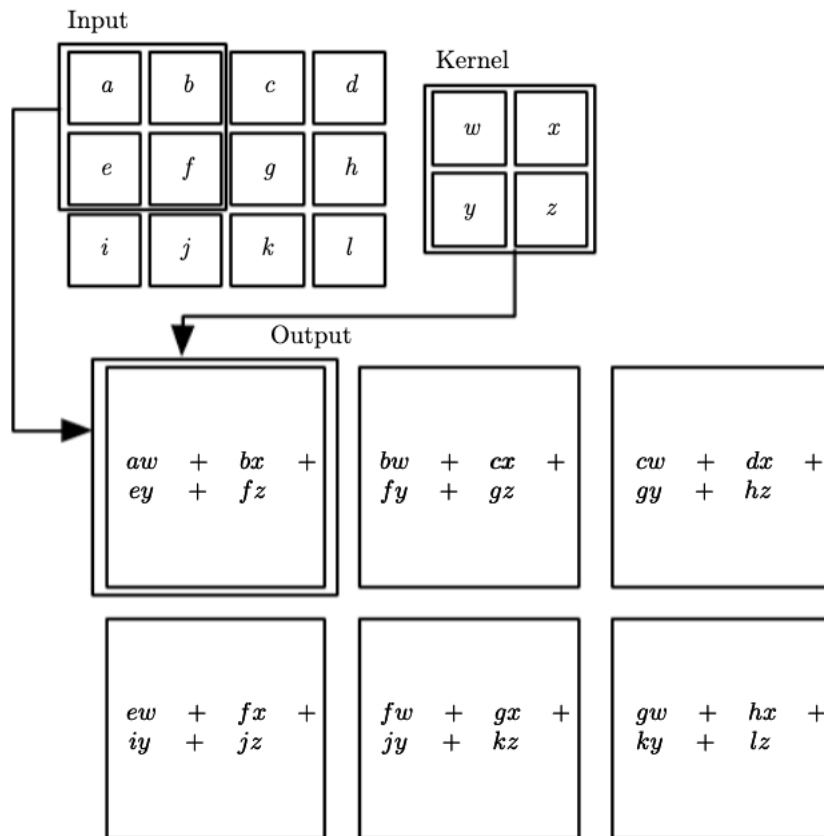 Input
a b c d
e f g h
i j k l
Kernel
w x
y z
Output
aw + bx +
ey + fz
bw + cx +
fy + gz
cw + dx +
gy + hz
ew + fx +
iy + jz
fw + gx +
jy + kz
gw + hx +
ky + lz